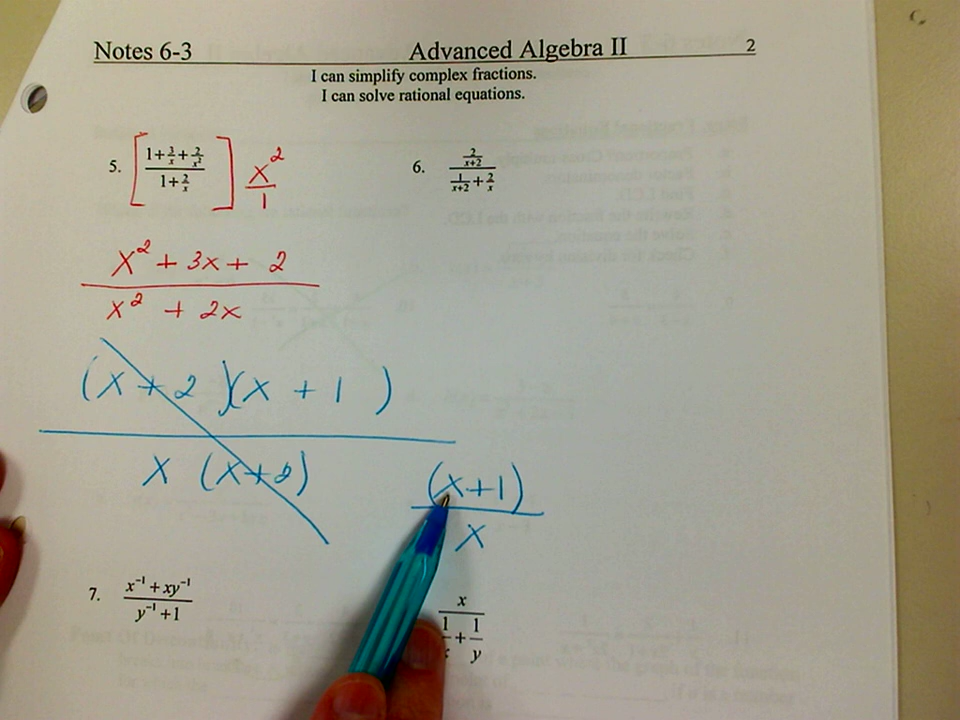 Notes 6-3 Advanced Algebra II 2
I can simplify complex fractions.
I can solve rational equations.
5. [ (1 + 3/x + 2/x²) / (1 + 2/x) ] x²/1
6. (2/(x+2)) / (1/(x+2) + 2/x)
x² + 3x + 2
x² + 2x
(x + 2)(x + 1)
x (x+2)
(x+1)
x
7. (x⁻¹ + xy⁻¹) / (y⁻¹ + 1)
x
1 + 1
y